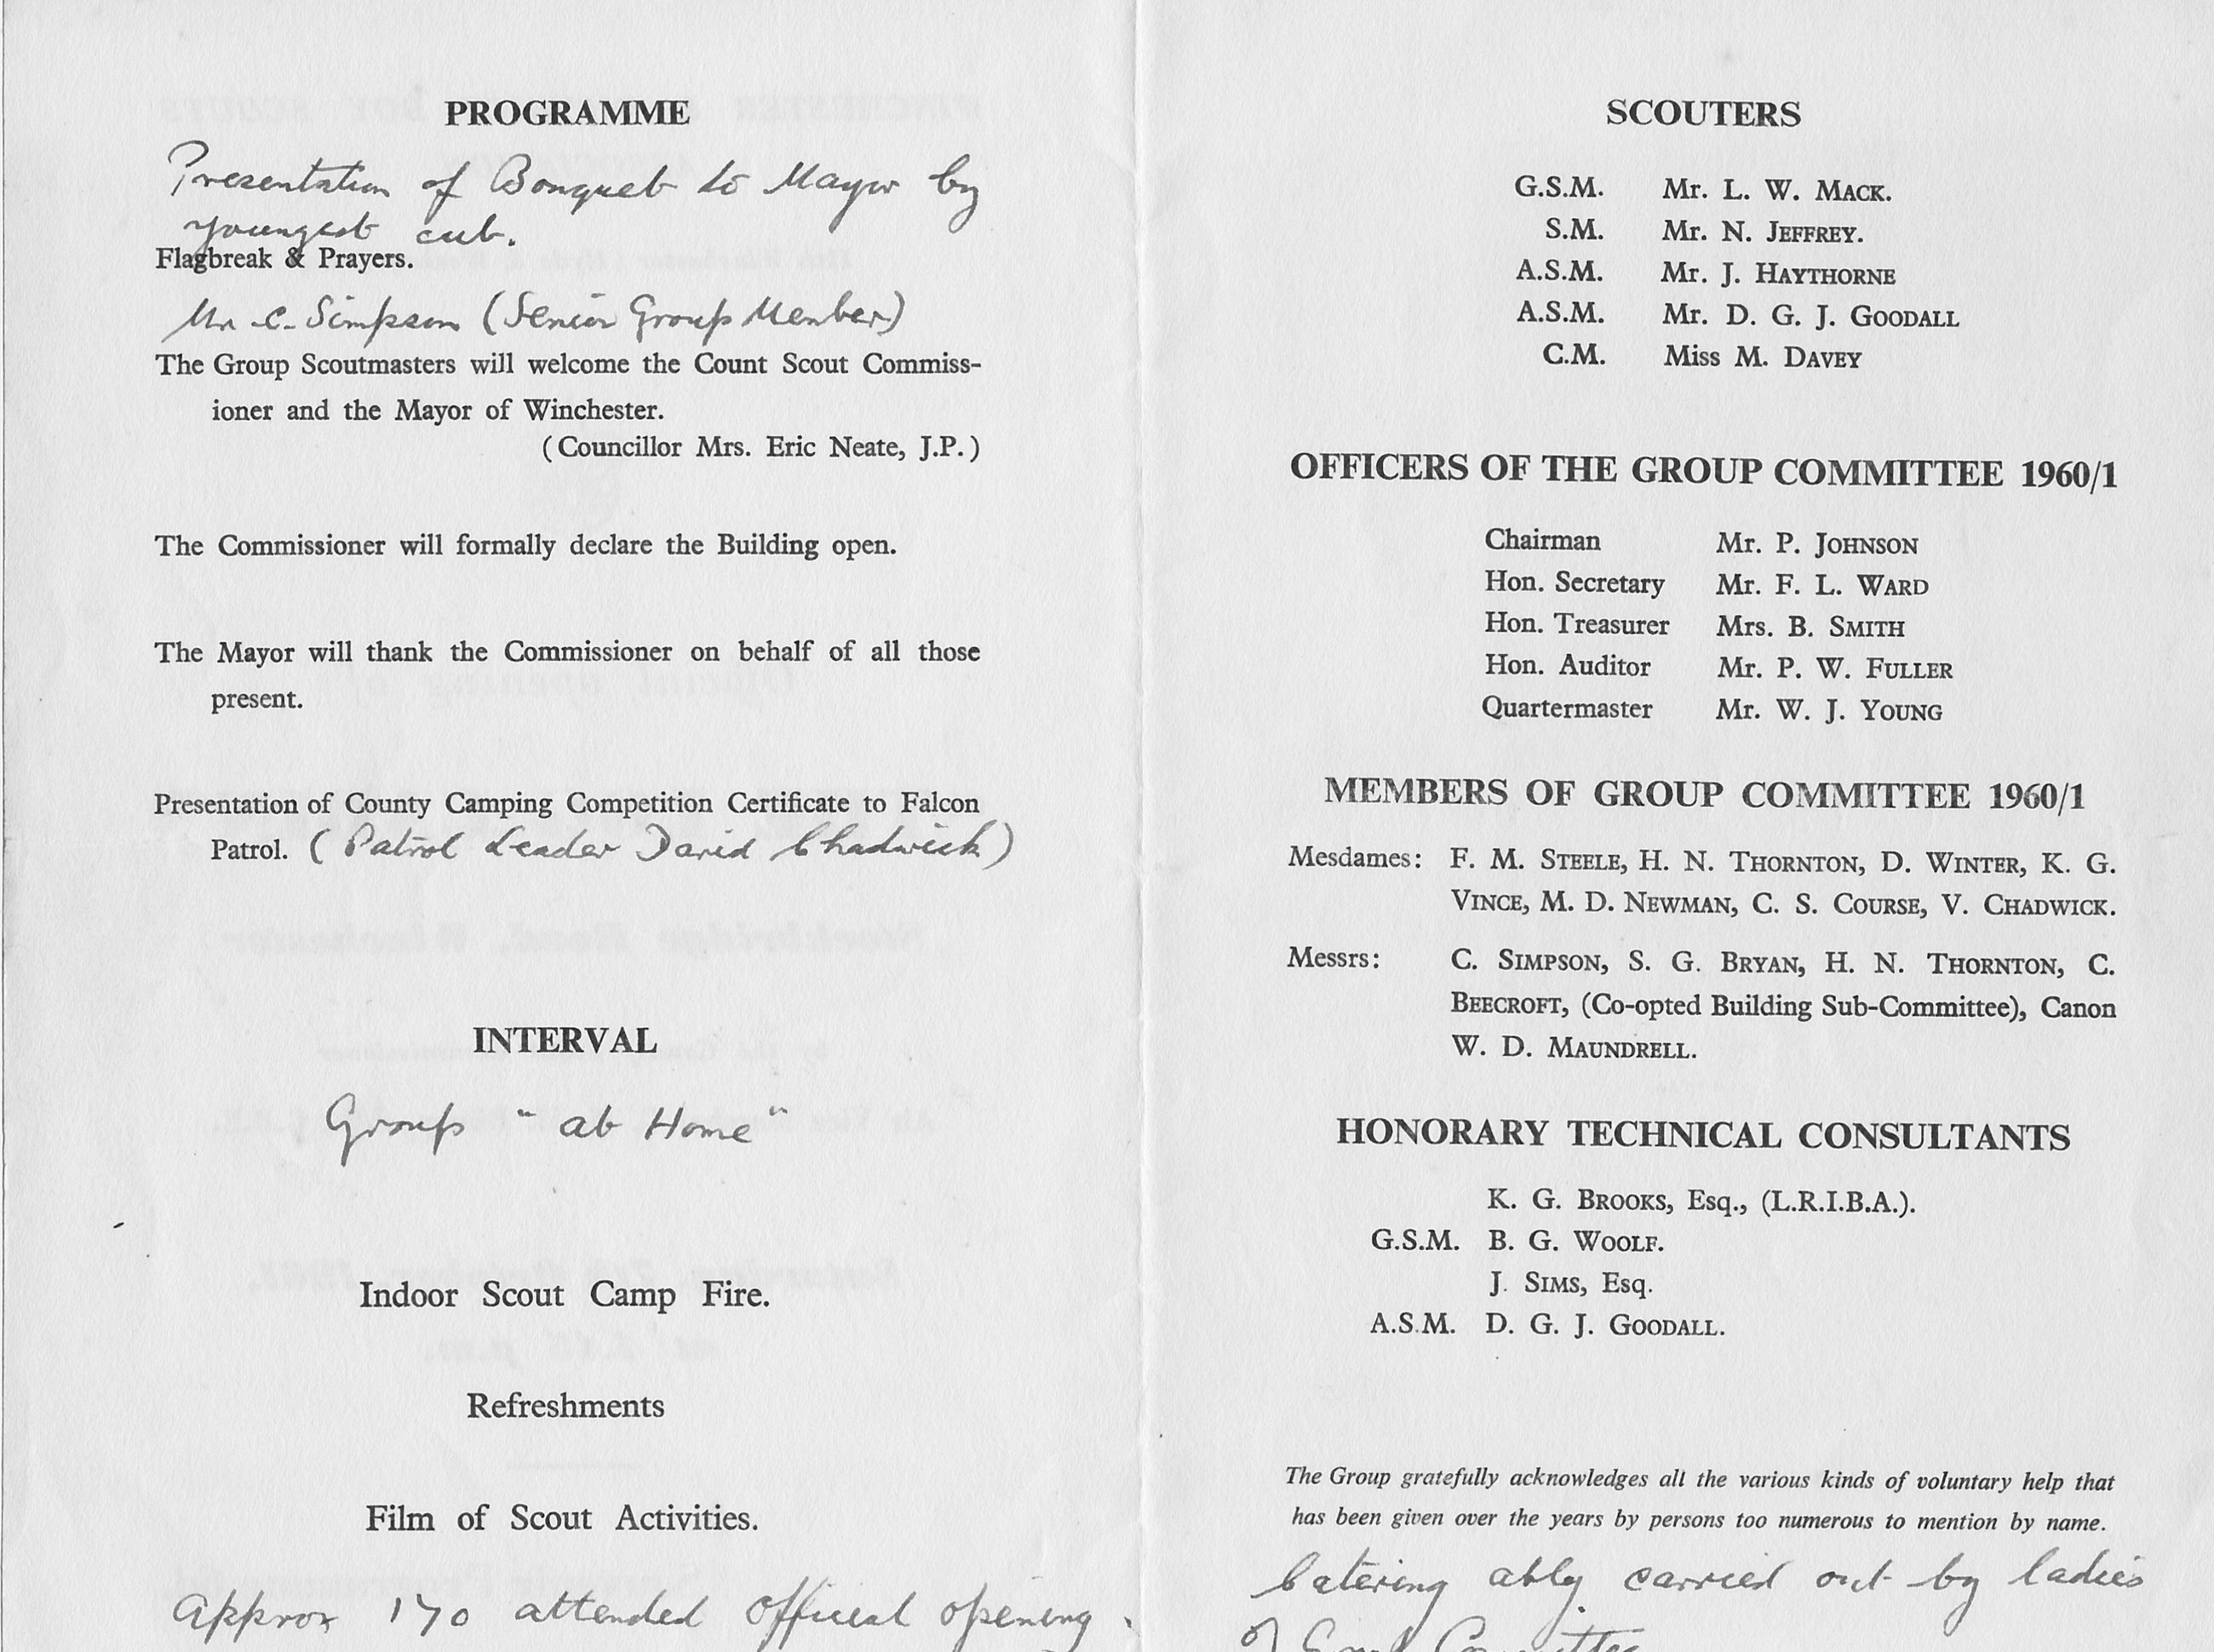 PROGRAMME
Presentation of Bouquet to Mayor by
youngest cub.
Flagbreak & Prayers.
Mr C. Simpson (Senior Group Member)
The Group Scoutmasters will welcome the Count Scout Commiss-
ioner and the Mayor of Winchester.
(Councillor Mrs. Eric Neate, J.P.)
The Commissioner will formally declare the Building open.
The Mayor will thank the Commissioner on behalf of all those
present.
Presentation of County Camping Competition Certificate to Falcon
Patrol. (Patrol Leader David Chadwick)
INTERVAL
Group "at Home"
Indoor Scout Camp Fire.
Refreshments
Film of Scout Activities.
Approx 170 attended official opening.
SCOUTERS
G.S.M. Mr. L. W. MACK.
S.M. Mr. N. JEFFREY.
A.S.M. Mr. J. HAYTHORNE
A.S.M. Mr. D. G. J. GOODALL
C.M. Miss M. DAVEY
OFFICERS OF THE GROUP COMMITTEE 1960/1
Chairman Mr. P. JOHNSON
Hon. Secretary Mr. F. L. WARD
Hon. Treasurer Mrs. B. SMITH
Hon. Auditor Mr. P. W. FULLER
Quartermaster Mr. W. J. YOUNG
MEMBERS OF GROUP COMMITTEE 1960/1
Mesdames: F. M. STEELE, H. N. THORNTON, D. WINTER, K. G.
VINCE, M. D. NEWMAN, C. S. COURSE, V. CHADWICK.
Messrs: C. SIMPSON, S. G. BRYAN, H. N. THORNTON, C.
BEECROFT, (Co-opted Building Sub-Committee), Canon
W. D. MAUNDRELL.
HONORARY TECHNICAL CONSULTANTS
K. G. BROOKS, Esq., (L.R.I.B.A.).
G.S.M. B. G. WOOLF.
J. SIMS, Esq.
A.S.M. D. G. J. GOODALL.
The Group gratefully acknowledges all the various kinds of voluntary help that
has been given over the years by persons too numerous to mention by name.
Catering ably carried out by ladies
of Committee